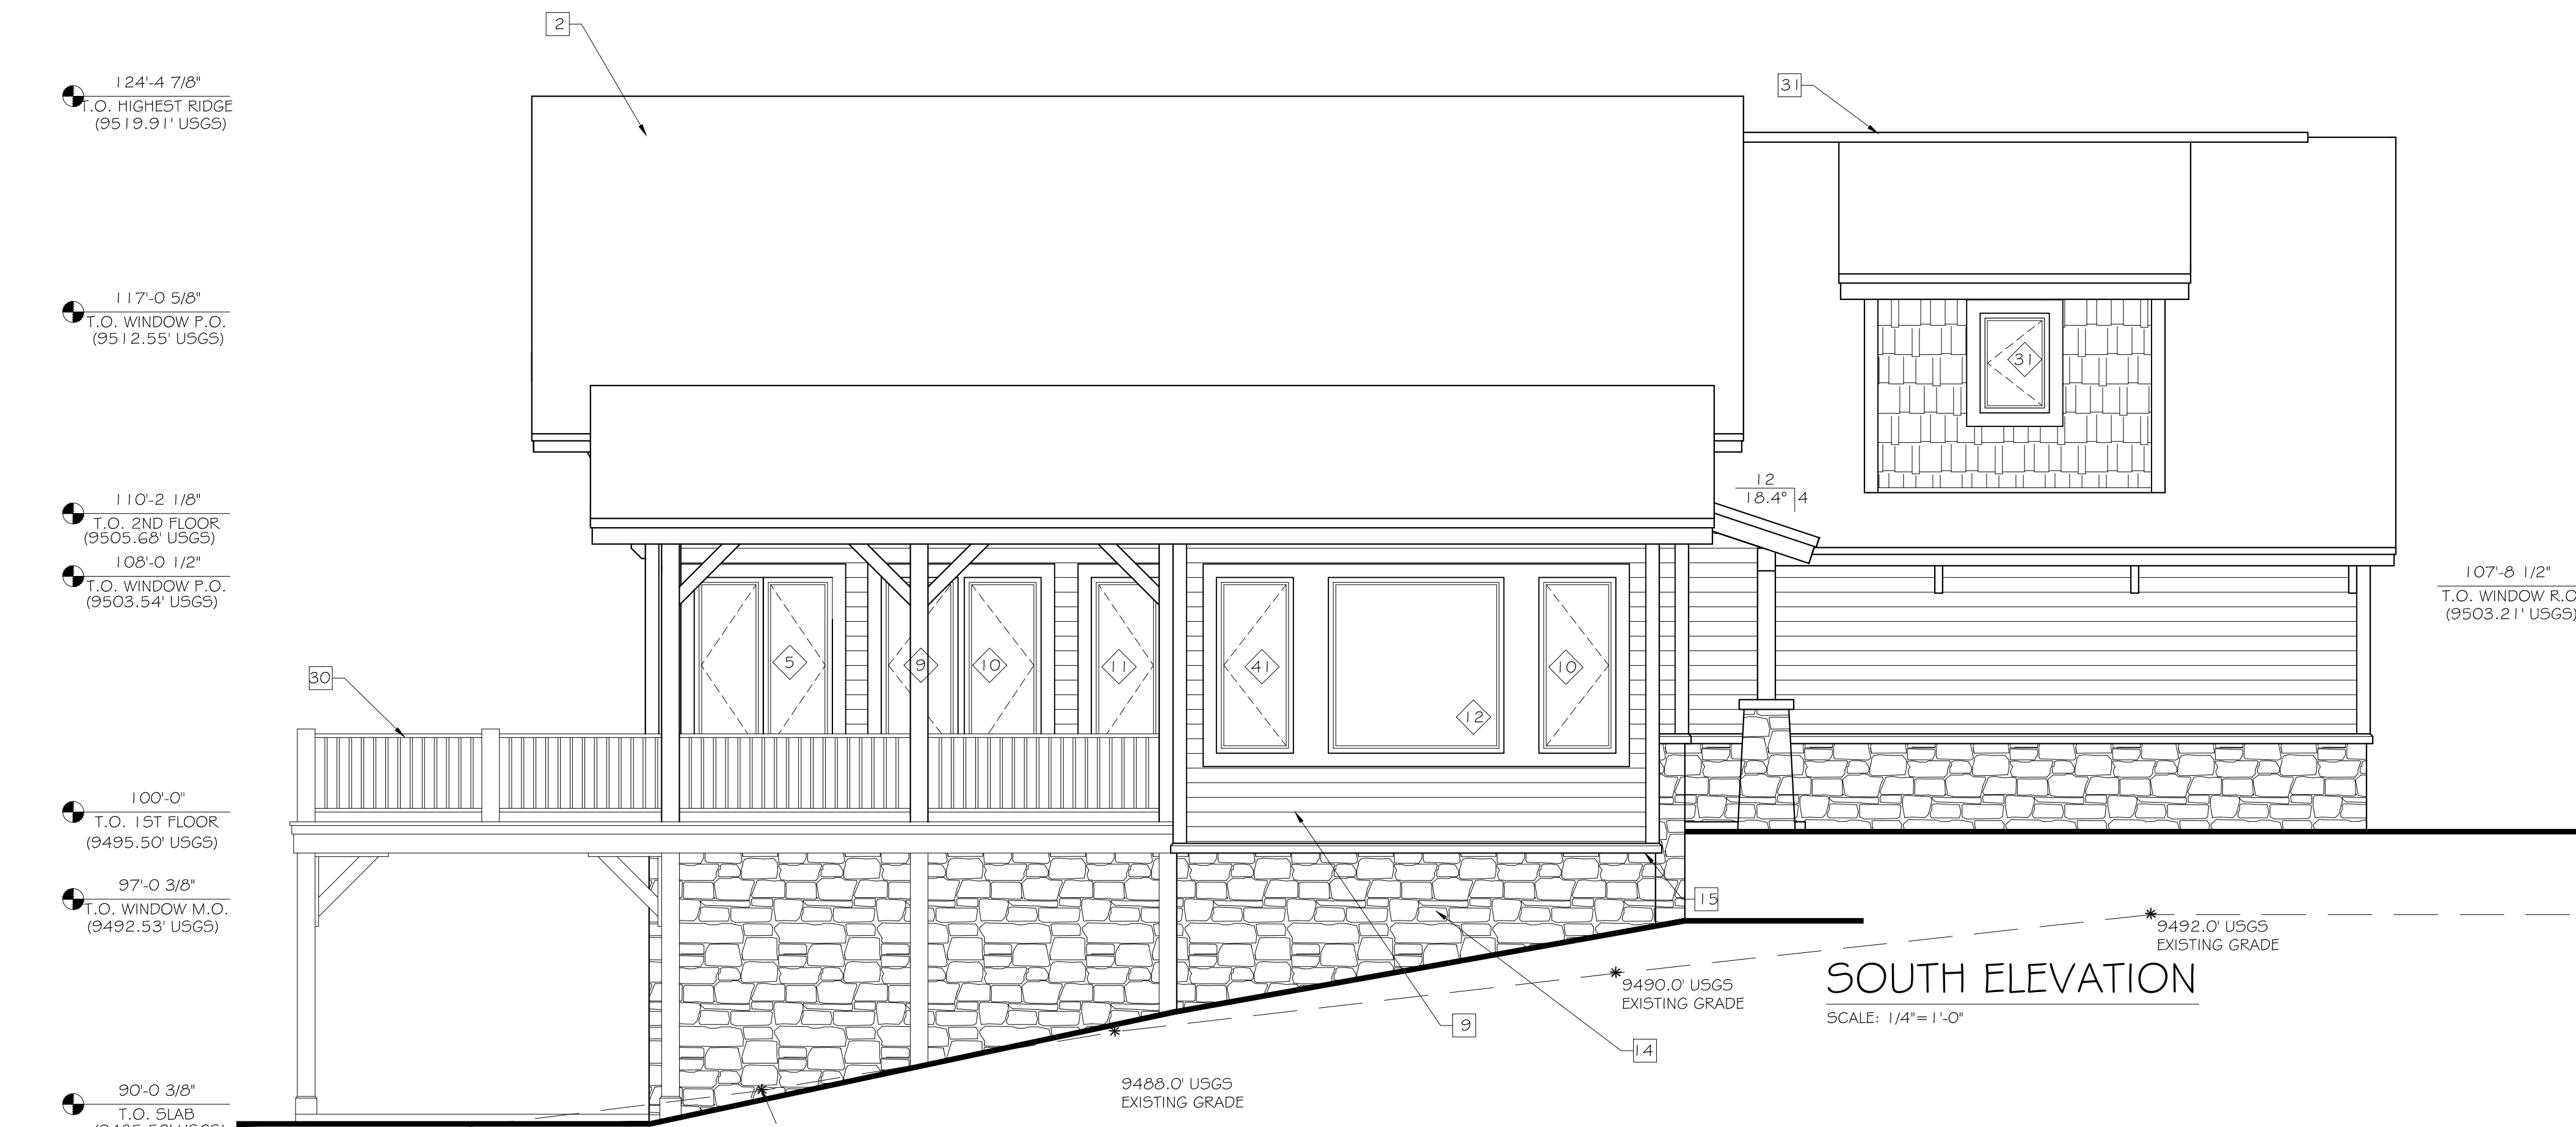 2
31
124'-4 7/8"
T.O. HIGHEST RIDGE
(9519.91' USGS)
117'-0 5/8"
T.O. WINDOW P.O.
(9512.55' USGS)
31
110'-2 1/8"
T.O. 2ND FLOOR
(9505.68' USGS)
12
18.4° 4
108'-0 1/2"
T.O. WINDOW P.O.
(9503.54' USGS)
107'-8 1/2"
T.O. WINDOW R.O
(9503.21' USGS)
5
9
10
11
41
12
10
30
100'-0"
T.O. 1ST FLOOR
(9495.50' USGS)
97'-0 3/8"
T.O. WINDOW M.O.
(9492.53' USGS)
15
9492.0' USGS
EXISTING GRADE
9490.0' USGS
EXISTING GRADE
SOUTH ELEVATION
SCALE: 1/4"=1'-0"
9
14
9488.0' USGS
EXISTING GRADE
90'-0 3/8"
T.O. SLAB